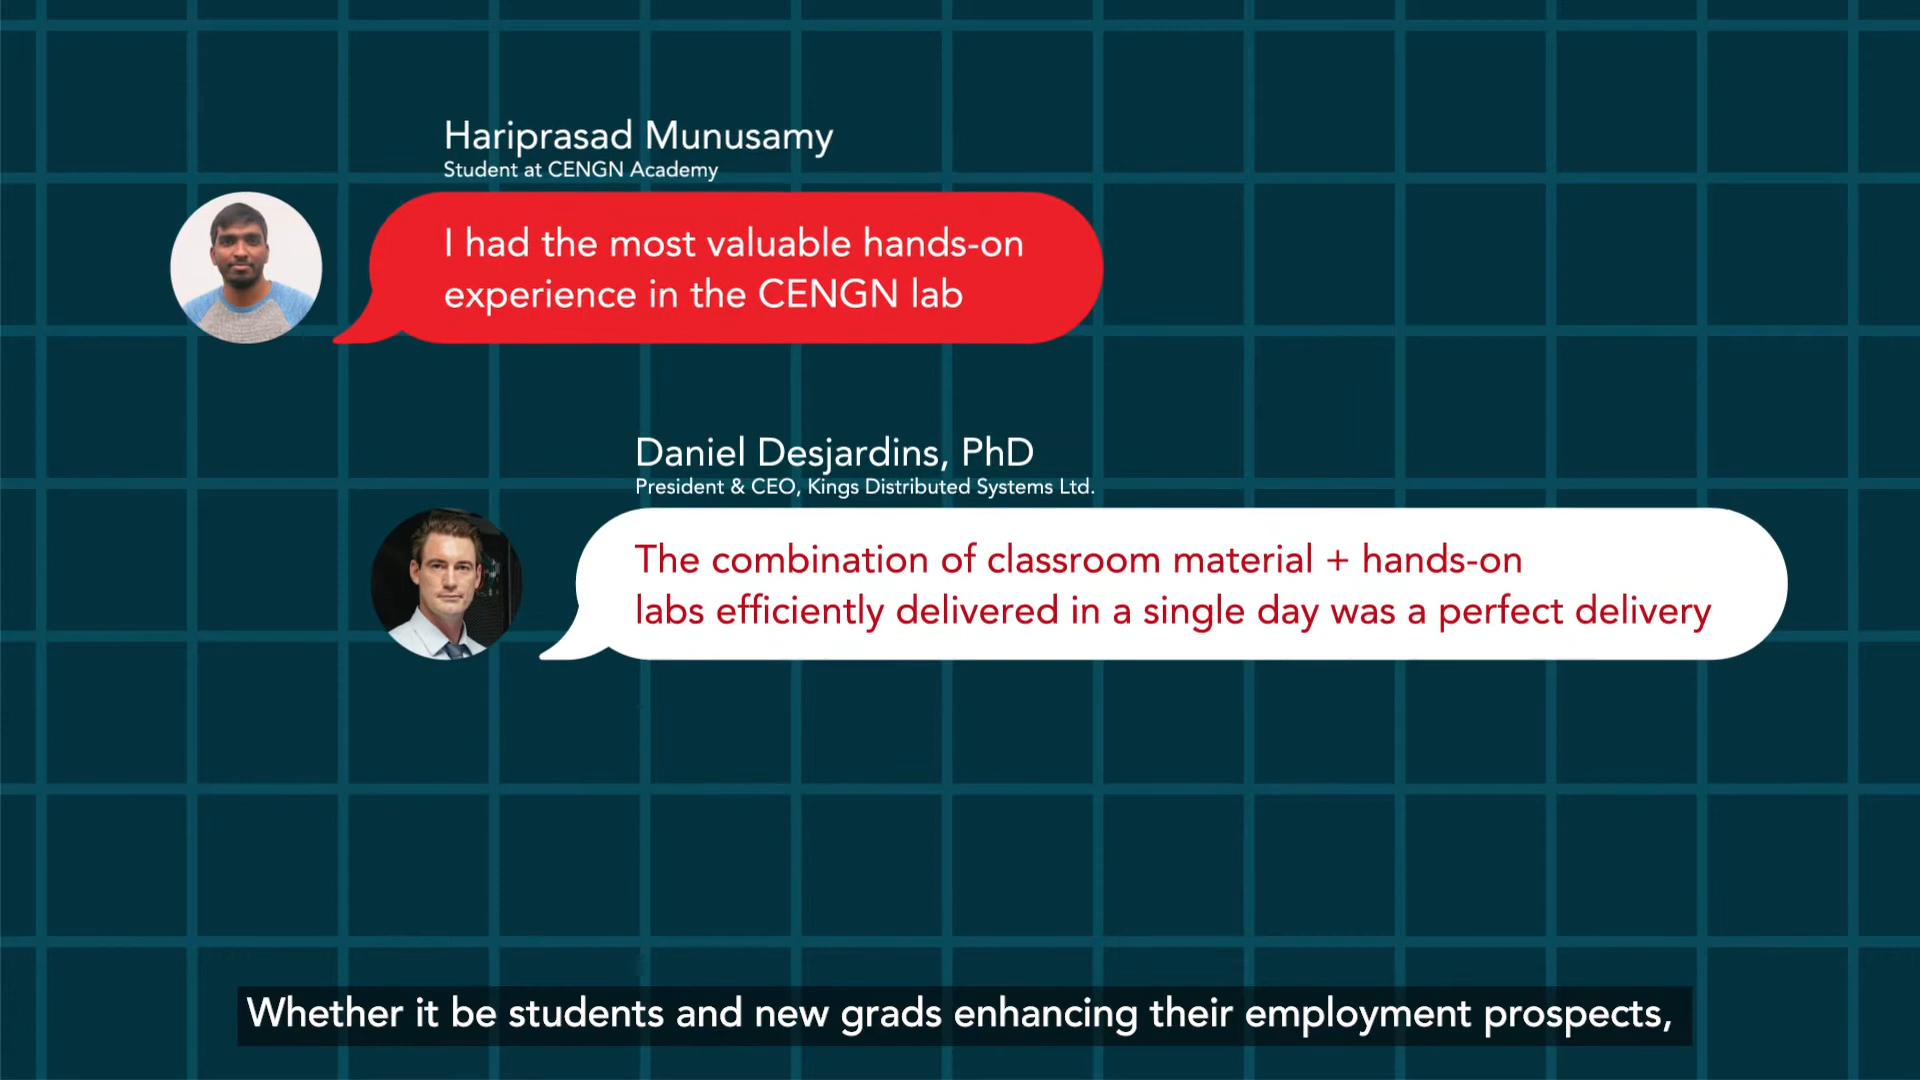 Hariprasad Munusamy
Student at CENGN Academy
I had the most valuable hands-on
experience in the CENGN lab
Daniel Desjardins, PhD
President & CEO, Kings Distributed Systems Ltd.
The combination of classroom material + hands-on
labs efficiently delivered in a single day was a perfect delivery
Whether it be students and new grads enhancing their employment prospects,